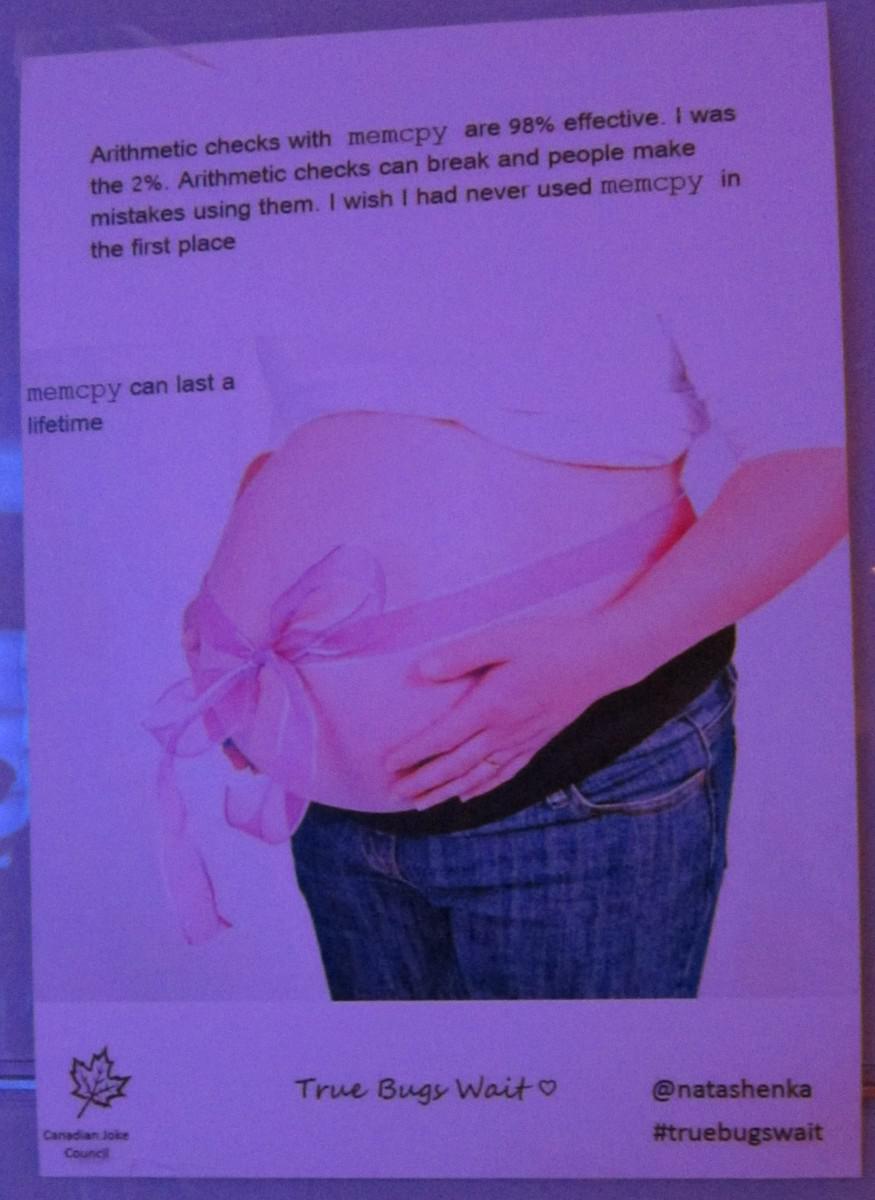 Arithmetic checks with memcpy are 98% effective. I was
the 2%. Arithmetic checks can break and people make
mistakes using them. I wish I had never used memcpy in
the first place
memcpy can last a
lifetime
True Bugs Wait ♡
@natashenka
#truebugswait
Canadian Joke
Council